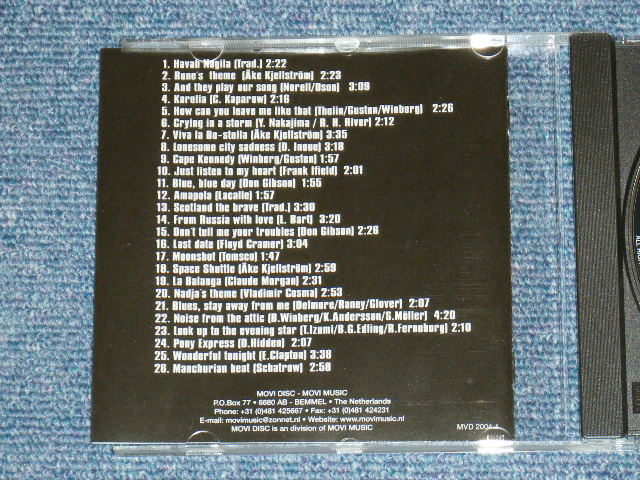 1. Havah Nagila (Trad.) 2:22
2. Rune's theme (Åke Kjellström) 2:23
3. And they play our song (Norell/Oson) 3:09
4. Karelia (C. Kaparow) 2:16
5. How can you leave me like that (Thelin/Gusten/Winberg) 2:26
6. Crying in a storm (Y. Nakajima / R. H. River) 2:12
7. Viva la Bo-stella (Åke Kjellström) 3:35
8. Lonesome city sadness (D. Inoue) 3:18
9. Cape Kennedy (Winberg/Gusten) 1:57
10. Just listen to my heart (Frank Ifield) 2:01
11. Blue, blue day (Don Gibson) 1:55
12. Amapola (Lacalle) 1:57
13. Scotland the brave (Trad.) 3:30
14. From Russia with love (L. Bart) 3:20
15. Don't tell me your troubles (Don Gibson) 2:26
16. Last date (Floyd Cramer) 3:04
17. Moonshot (Tomsco) 1:47
18. Space Shuttle (Åke Kjellström) 2:59
19. La Balanga (Claude Morgan) 2:31
20. Nadja's theme (Vladimir Cosma) 2:53
21. Blues, stay away from me (Delmore/Raney/Glover) 2:07
22. Noise from the attic (B.Winberg/K.Andersson/S.Möller) 4:20
23. Look up to the evening star (T.Izumi/B.G.Edling/R.Ferneborg) 2:10
24. Pony Express (D.Hidden) 2:07
25. Wonderful tonight (E.Clapton) 3:38
26. Manchurian beat (Schatrow) 2:58
MOVI DISC - MOVI MUSIC
P.O.Box 77 • 6680 AB - BEMMEL • The Netherlands
Phone: +31 (0)481 425667 • Fax: +31 (0)481 424231
E-mail: movimusic@zonnet.nl • Website: www.movimusic.nl
MOVI DISC is an division of MOVI MUSIC
MVD 2004-1